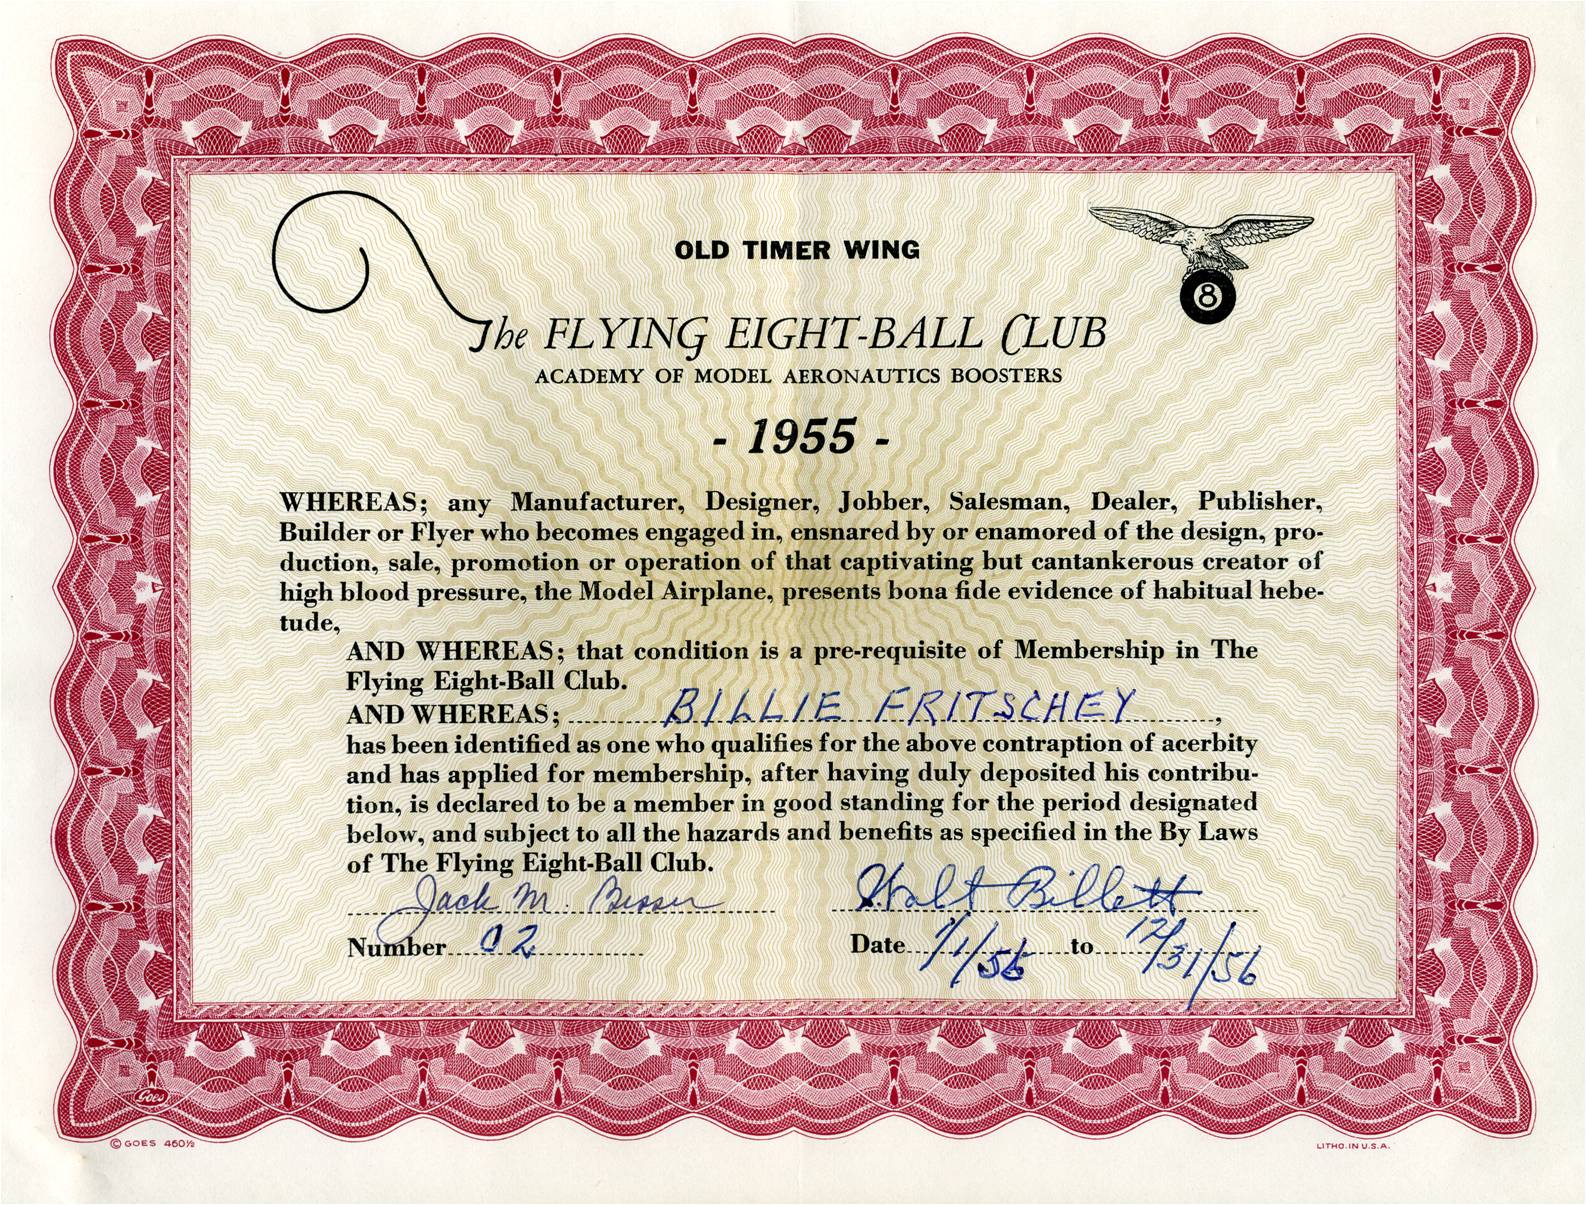 OLD TIMER WING
8
The FLYING EIGHT-BALL CLUB
ACADEMY OF MODEL AERONAUTICS BOOSTERS
- 1955 -
WHEREAS; any Manufacturer, Designer, Jobber, Salesman, Dealer, Publisher,
Builder or Flyer who becomes engaged in, ensnared by or enamored of the design, pro-
duction, sale, promotion or operation of that captivating but cantankerous creator of
high blood pressure, the Model Airplane, presents bona fide evidence of habitual hebe-
tude,
AND WHEREAS; that condition is a pre-requisite of Membership in The
Flying Eight-Ball Club.
AND WHEREAS; BILLIE FRITSCHEY,
has been identified as one who qualifies for the above contraption of acerbity
and has applied for membership, after having duly deposited his contribu-
tion, is declared to be a member in good standing for the period designated
below, and subject to all the hazards and benefits as specified in the By Laws
of The Flying Eight-Ball Club.
Jack M. Walt Billett
Number 02 Date 1/1/56 to 12/31/56
Goes
© GOES 460½ LITHO. IN U.S.A.